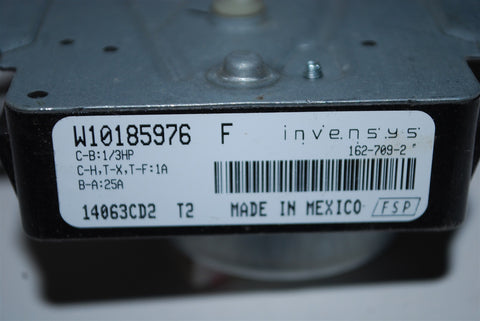 W10185976 F invensys
C-B:1/3HP 162-709-2
C-H,T-X,T-F:1A
B-A:25A
14063CD2 T2 MADE IN MEXICO FSP